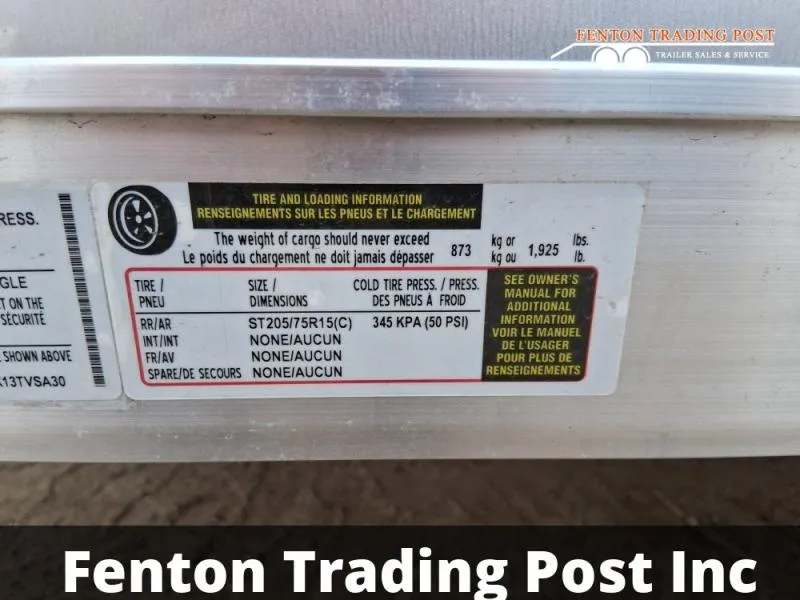 FENTON TRADING POST
TRAILER SALES & SERVICE
RESS.
GLE
T ON THE
SÉCURITÉ
SHOWN ABOVE
13TVSA30
TIRE AND LOADING INFORMATION
RENSEIGNEMENTS SUR LES PNEUS ET LE CHARGEMENT
The weight of cargo should never exceed 873 kg or 1,925 lbs.
Le poids du chargement ne doit jamais dépasser kg ou lb.
TIRE / SIZE / COLD TIRE PRESS. / PRESS.
PNEU DIMENSIONS DES PNEUS À FROID
RR/AR ST205/75R15(C) 345 KPA (50 PSI)
INT/INT NONE/AUCUN
FR/AV NONE/AUCUN
SPARE/DE SECOURS NONE/AUCUN
SEE OWNER'S
MANUAL FOR
ADDITIONAL
INFORMATION
VOIR LE MANUEL
DE L'USAGER
POUR PLUS DE
RENSEIGNEMENTS
Fenton Trading Post Inc